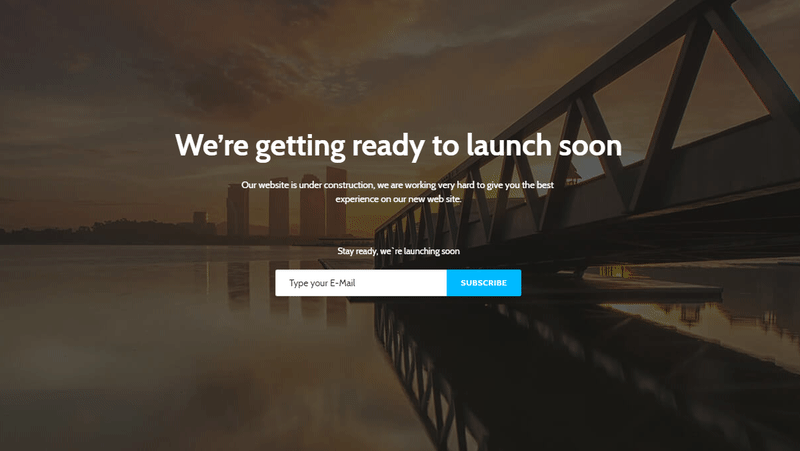 We’re getting ready to launch soon
Our website is under construction, we are working very hard to give you the best
experience on our new web site.
Stay ready, we`re launching soon
Type your E-Mail
SUBSCRIBE